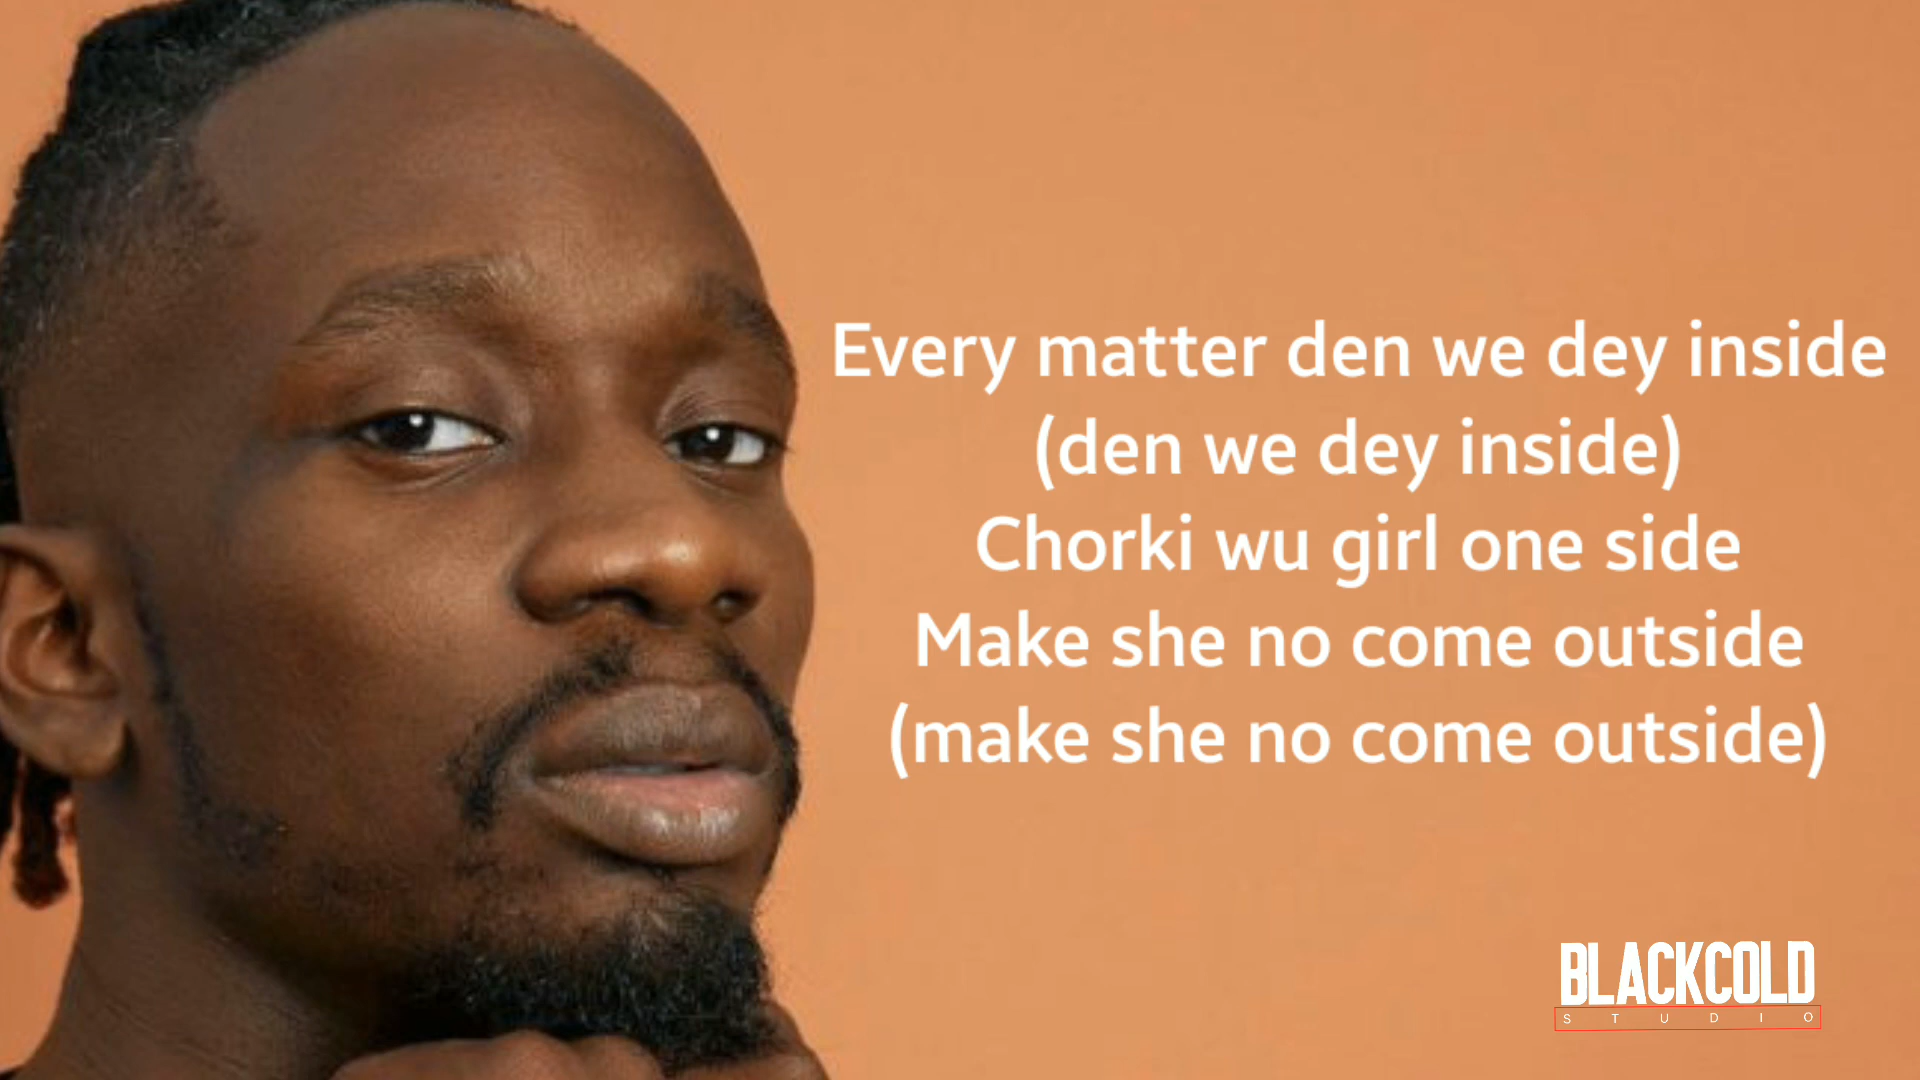 Every matter den we dey inside
(den we dey inside)
Chorki wu girl one side
Make she no come outside
(make she no come outside)
BLACKCOLD
STUDIO